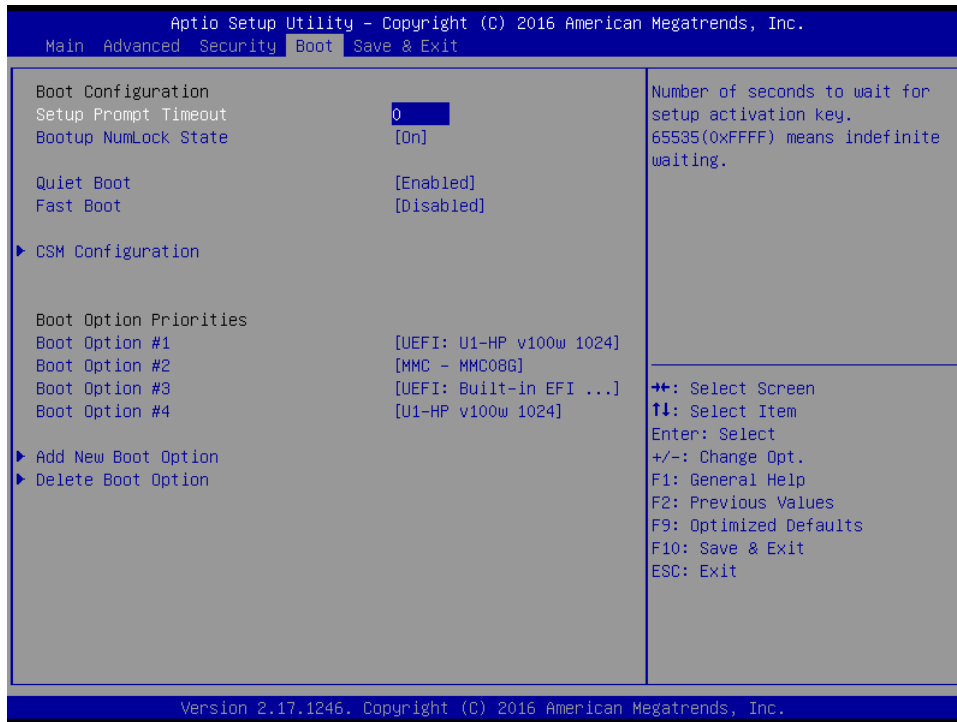 Aptio Setup Utility – Copyright (C) 2016 American Megatrends, Inc.
Main Advanced Security Boot Save & Exit
Boot Configuration
Setup Prompt Timeout 0
Bootup NumLock State [On]
Quiet Boot [Enabled]
Fast Boot [Disabled]
CSM Configuration
Boot Option Priorities
Boot Option #1 [UEFI: U1-HP v100w 1024]
Boot Option #2 [MMC – MMC08G]
Boot Option #3 [UEFI: Built-in EFI ...]
Boot Option #4 [U1-HP v100w 1024]
Add New Boot Option
Delete Boot Option
Number of seconds to wait for
setup activation key.
65535(0xFFFF) means indefinite
waiting.
→←: Select Screen
↑↓: Select Item
Enter: Select
+/-: Change Opt.
F1: General Help
F2: Previous Values
F9: Optimized Defaults
F10: Save & Exit
ESC: Exit
Version 2.17.1246. Copyright (C) 2016 American Megatrends, Inc.